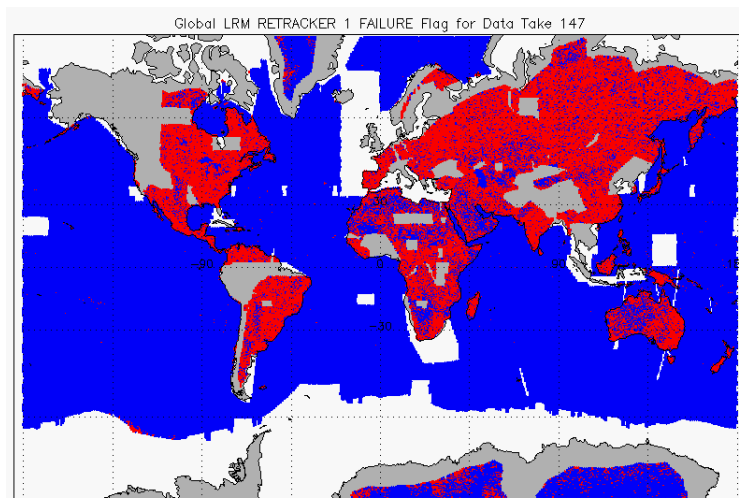 Global LRM RETRACKER 1 FAILURE Flag for Data Take 147
-90
0
90
-30